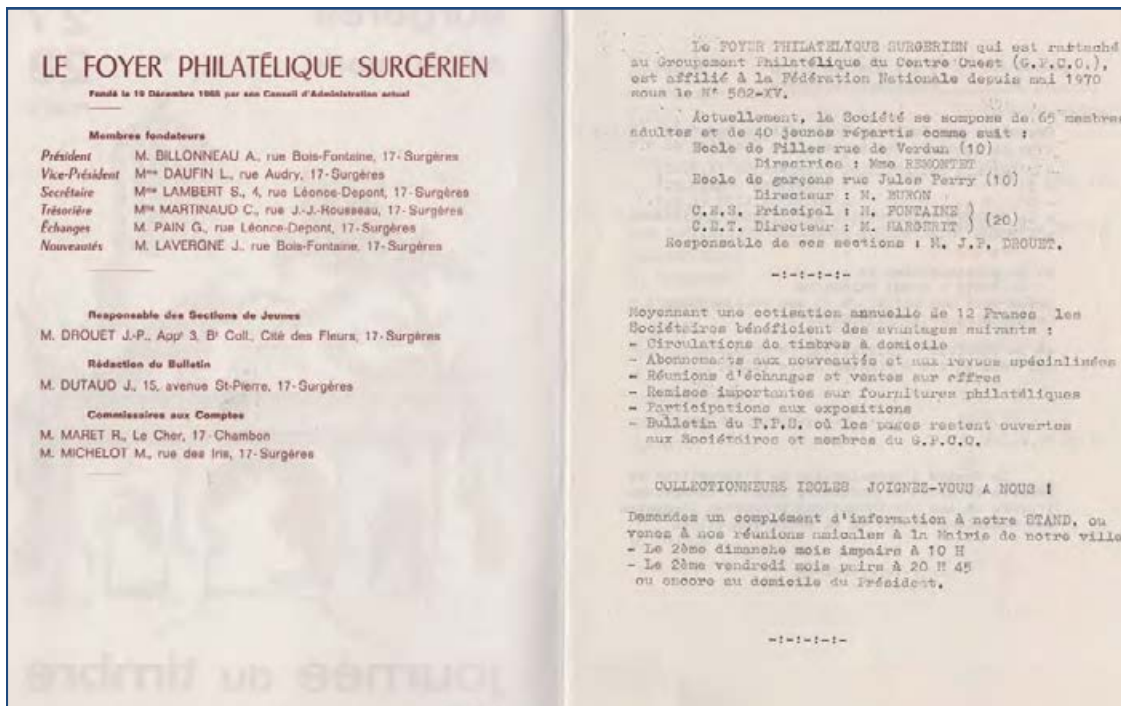 LE FOYER PHILATÉLIQUE SURGÉRIEN
Fondé le 19 Décembre 1968 par son Conseil d'Administration actuel
Membres fondateurs
Président M. BILLONNEAU A., rue Bois-Fontaine, 17-Surgères
Vice-Président Mme DAUFIN L., rue Audry, 17-Surgères
Secrétaire Mme LAMBERT S., 4, rue Léonce-Depont, 17-Surgères
Trésorière Mme MARTINAUD C., rue J.-J.-Rousseau, 17-Surgères
Échanges M. PAIN G., rue Léonce-Depont, 17-Surgères
Nouveautés M. LAVERGNE J., rue Bois-Fontaine, 17-Surgères
Responsable des Sections de Jeunes
M. DROUET J.-P., Appt 3, Bt Coll., Cité des Fleurs, 17-Surgères
Rédaction du Bulletin
M. DUTAUD J., 15, avenue St-Pierre, 17-Surgères
Commissaires aux Comptes
M. MARET R., Le Cher, 17-Chambon
M. MICHELOT M., rue des Iris, 17-Surgères
Le FOYER PHILATELIQUE SURGERIEN qui est rattaché
au Groupement Philatélique du Centre Ouest (G.P.C.O.),
est affilié à la Fédération Nationale depuis mai 1970
sous le N° 582-XV.
Actuellement, la Société se compose de 65 membres
adultes et de 40 jeunes répartis comme suit :
Ecole de Filles rue de Verdun (10)
Directrice : Mme REMONTET
Ecole de garçons rue Jules Ferry (10)
Directeur : M. BURON
C.E.S. Principal : M. FONTAINE )
C.E.T. Directeur : M. MARGERIT ) (20)
Responsable de ces sections : M. J.P. DROUET.
-:-:-:-:-
Moyennant une cotisation annuelle de 12 Francs les
Sociétaires bénéficient des avantages suivants :
- Circulations de timbres à domicile
- Abonnements aux nouveautés et aux revues spécialisées
- Réunions d'échanges et ventes sur offres
- Remises importantes sur fournitures philatéliques
- Participations aux expositions
- Bulletin du F.P.S. où les pages restent ouvertes
aux Sociétaires et membres du G.P.C.O.
COLLECTIONNEURS ISOLES JOIGNEZ-VOUS A NOUS !
Demandez un complément d'information à notre STAND, ou
venez à nos réunions amicales à la Mairie de notre ville
- Le 2ème dimanche mois impairs à 10 H
- Le 2ème vendredi mois pairs à 20 H 45
ou encore au domicile du Président.
-:-:-:-:-
journée du timbre